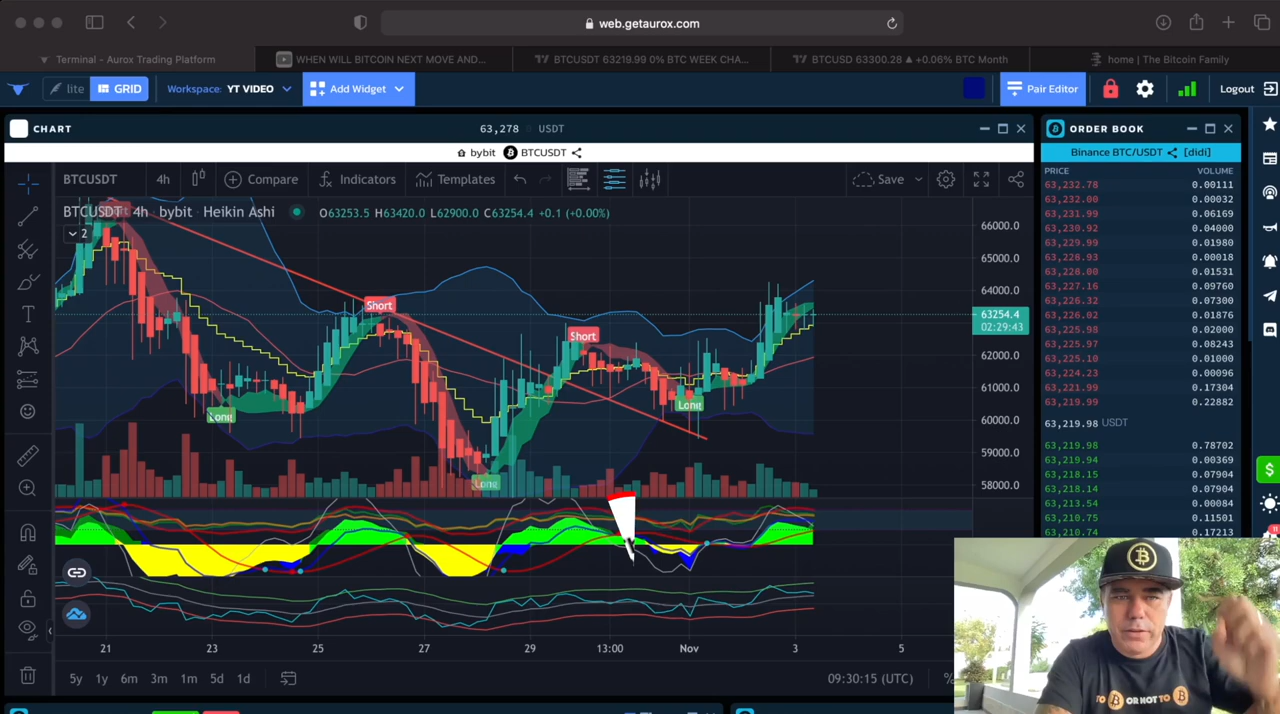 web.getaurox.com
Terminal - Aurox Trading Platform
WHEN WILL BITCOIN NEXT MOVE AND...
BTCUSDT 63219.99 0% BTC WEEK CHA...
BTCUSD 63300.28 ▲ +0.06% BTC Month
home | The Bitcoin Family
lite
GRID
Workspace: YT VIDEO
Add Widget
Pair Editor
Logout
CHART
63,278 USDT
ORDER BOOK
bybit BTCUSDT
Binance BTC/USDT [didi]
BTCUSDT 4h Compare Indicators Templates Save
PRICE VOLUME
BTCUSDT 4h bybit Heikin Ashi O63253.5 H63420.0 L62900.0 C63254.4 +0.1 (+0.00%)
2
66000.0
65000.0
64000.0
63254.4
02:29:43
62000.0
61000.0
60000.0
59000.0
58000.0
Short
Short
Long
Long
Long
63,232.78 0.00111
63,232.00 0.00032
63,231.99 0.06169
63,230.92 0.04000
63,229.99 0.01980
63,228.93 0.00018
63,228.00 0.01531
63,227.16 0.09760
63,226.32 0.07300
63,226.02 0.01876
63,225.98 0.02000
63,225.97 0.08243
63,225.10 0.01000
63,224.23 0.00096
63,221.99 0.17304
63,219.99 0.22882
63,219.98 USDT
63,219.98 0.78702
63,219.94 0.00369
63,218.15 0.07904
63,218.14 0.07904
63,213.54 0.00084
63,210.75 0.11501
63,210.74 0.17213
11
21 23 25 27 29 13:00 Nov 3 5
5y 1y 6m 3m 1m 5d 1d
09:30:15 (UTC) %
TO OR NOT TO